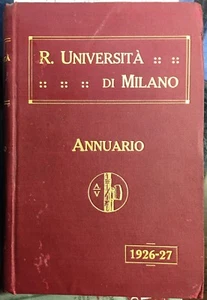 R. UNIVERSITÀ :: ::
:: :: :: DI MILANO
ANNUARIO
1926-27